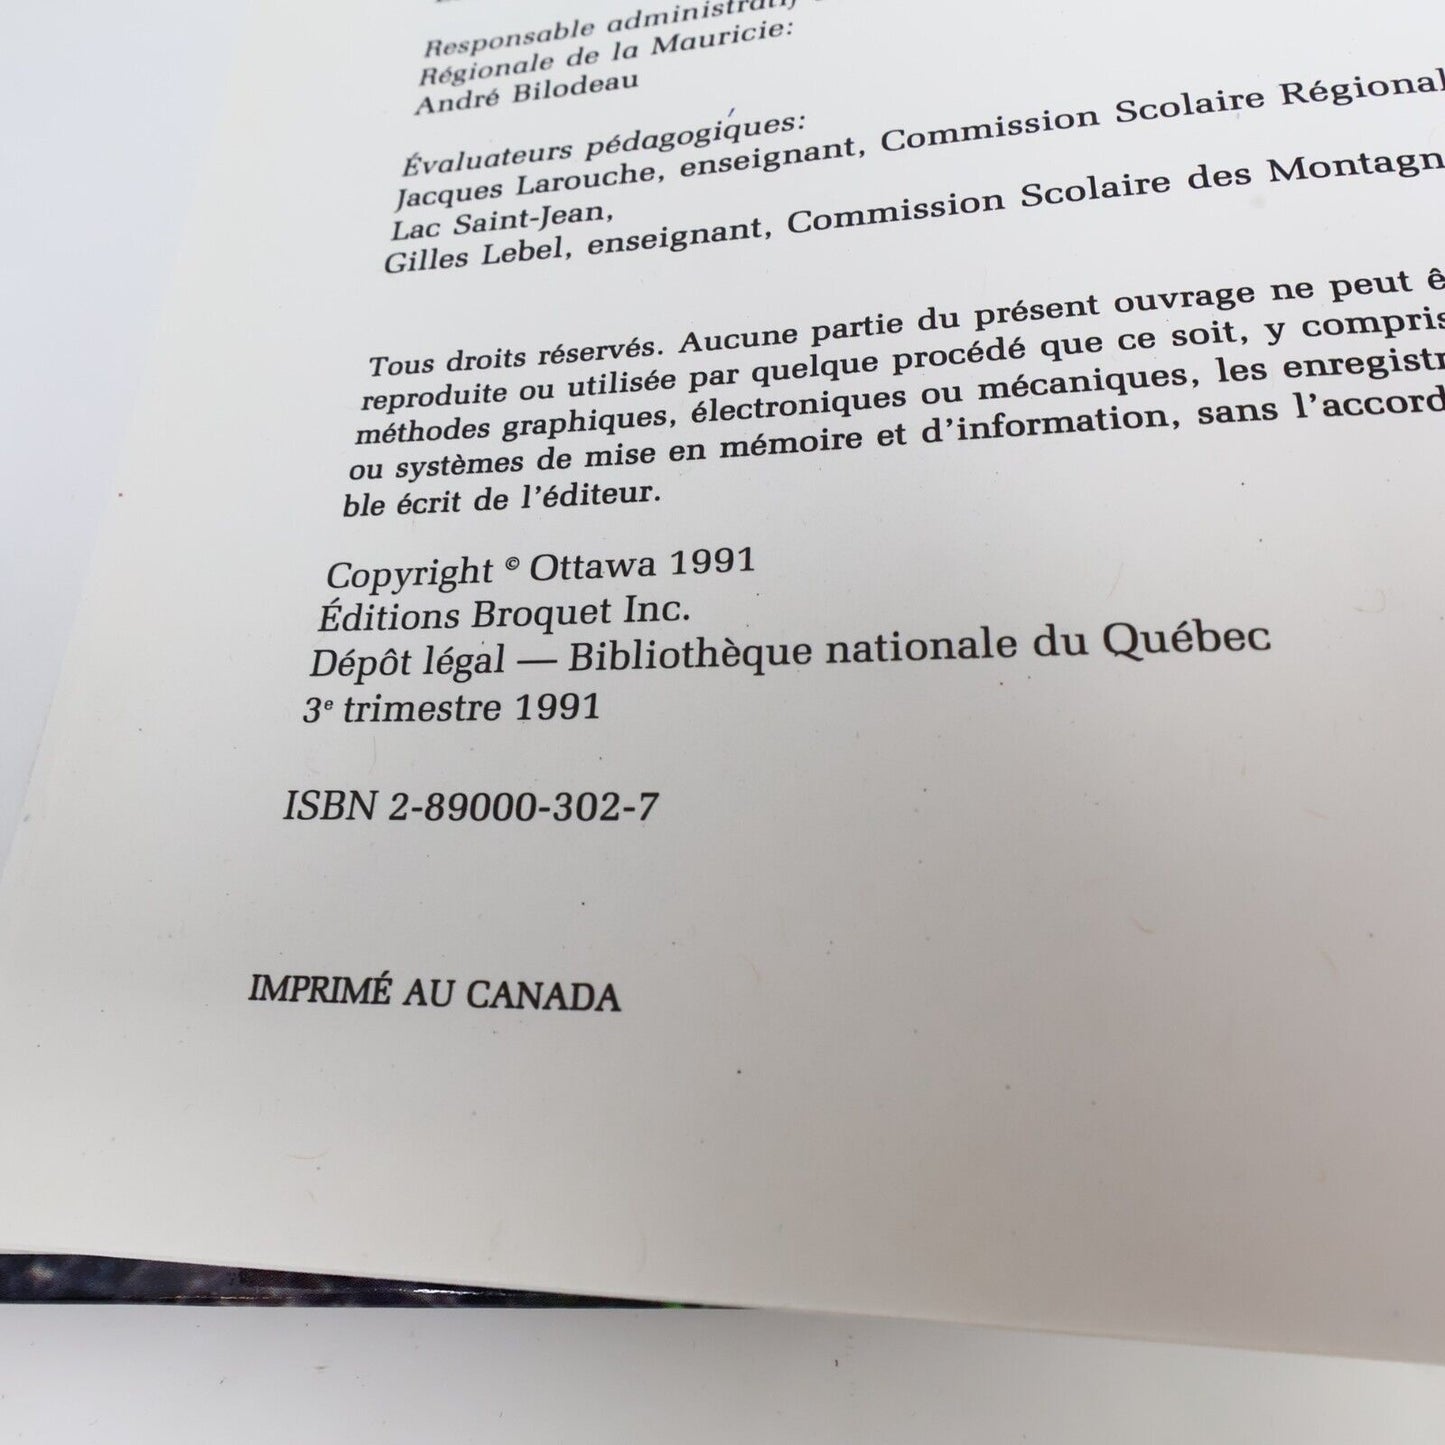 Responsable administratif
Régionale de la Mauricie:
André Bilodeau
Évaluateurs pédagogiques:
Jacques Larouche, enseignant, Commission Scolaire Régional
Lac Saint-Jean,
Gilles Lebel, enseignant, Commission Scolaire des Montagn
Tous droits réservés. Aucune partie du présent ouvrage ne peut ê
reproduite ou utilisée par quelque procédé que ce soit, y compris
méthodes graphiques, électroniques ou mécaniques, les enregistr
ou systèmes de mise en mémoire et d'information, sans l'accord
ble écrit de l'éditeur.
Copyright © Ottawa 1991
Éditions Broquet Inc.
Dépôt légal — Bibliothèque nationale du Québec
3e trimestre 1991
ISBN 2-89000-302-7
IMPRIMÉ AU CANADA